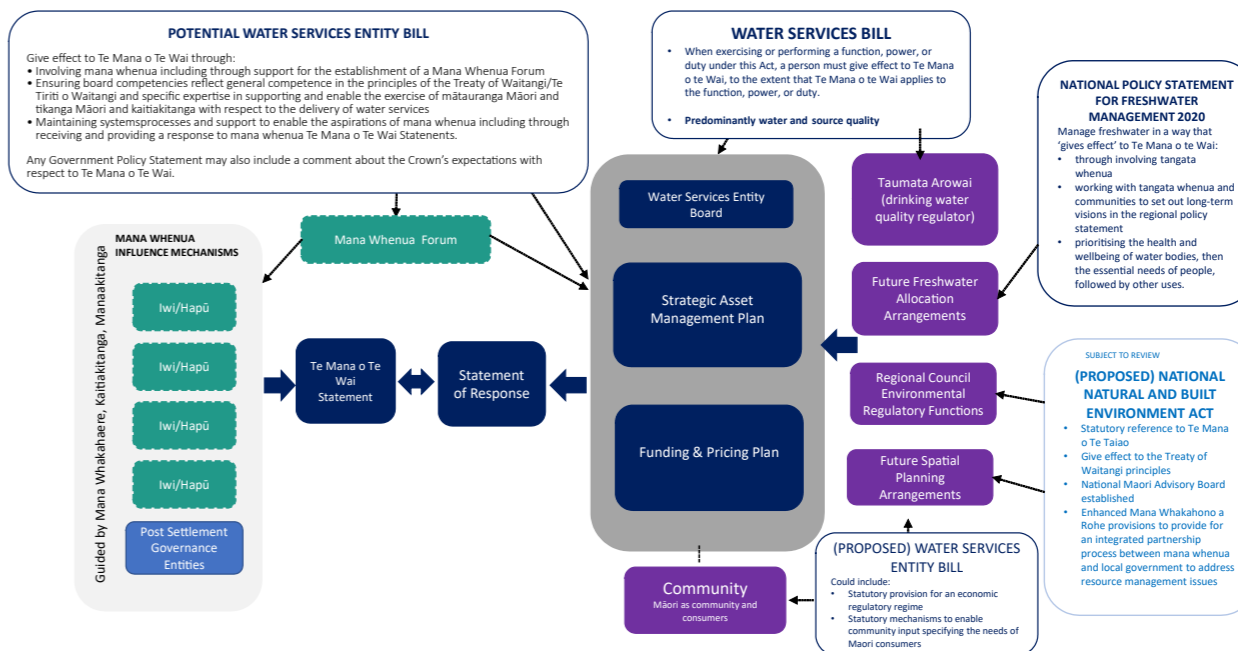 POTENTIAL WATER SERVICES ENTITY BILL
Give effect to Te Mana o Te Wai through:
• Involving mana whenua including through support for the establishment of a Mana Whenua Forum
• Ensuring board competencies reflect general competence in the principles of the Treaty of Waitangi/Te
Tiriti o Waitangi and specific expertise in supporting and enable the exercise of mātauranga Māori and
tikanga Māori and kaitiakitanga with respect to the delivery of water services
• Maintaining systemsprocesses and support to enable the aspirations of mana whenua including through
receiving and providing a response to mana whenua Te Mana o Te Wai Statenents.
Any Government Policy Statement may also include a comment about the Crown's expectations with
respect to Te Mana o Te Wai.
WATER SERVICES BILL
• When exercising or performing a function, power, or
duty under this Act, a person must give effect to Te Mana
o te Wai, to the extent that Te Mana o te Wai applies to
the function, power, or duty.
• Predominantly water and source quality
NATIONAL POLICY STATEMENT
FOR FRESHWATER
MANAGEMENT 2020
Manage freshwater in a way that
'gives effect' to Te Mana o te Wai:
• through involving tangata
whenua
• working with tangata whenua and
communities to set out long-term
visions in the regional policy
statement
• prioritising the health and
wellbeing of water bodies, then
the essential needs of people,
followed by other uses.
MANA WHENUA
INFLUENCE MECHANISMS
Guided by Mana Whakahaere, Kaitiakitanga, Manaakitanga
Iwi/Hapū
Iwi/Hapū
Iwi/Hapū
Iwi/Hapū
Post Settlement
Governance
Entities
Mana Whenua Forum
Te Mana o Te
Wai
Statement
Statement
of Response
Water Services Entity
Board
Strategic Asset
Management Plan
Funding & Pricing Plan
Taumata Arowai
(drinking water
quality regulator)
Future Freshwater
Allocation
Arrangements
Regional Council
Environmental
Regulatory Functions
Future Spatial
Planning
Arrangements
SUBJECT TO REVIEW
(PROPOSED) NATIONAL
NATURAL AND BUILT
ENVIRONMENT ACT
• Statutory reference to Te Mana
o Te Taiao
• Give effect to the Treaty of
Waitangi principles
• National Maori Advisory Board
established
• Enhanced Mana Whakahono a
Rohe provisions to provide for
an integrated partnership
process between mana whenua
and local government to address
resource management issues
Community
Māori as community and
consumers
(PROPOSED) WATER SERVICES
ENTITY BILL
Could include:
• Statutory provision for an economic
regulatory regime
• Statutory mechanisms to enable
community input specifying the needs of
Maori consumers